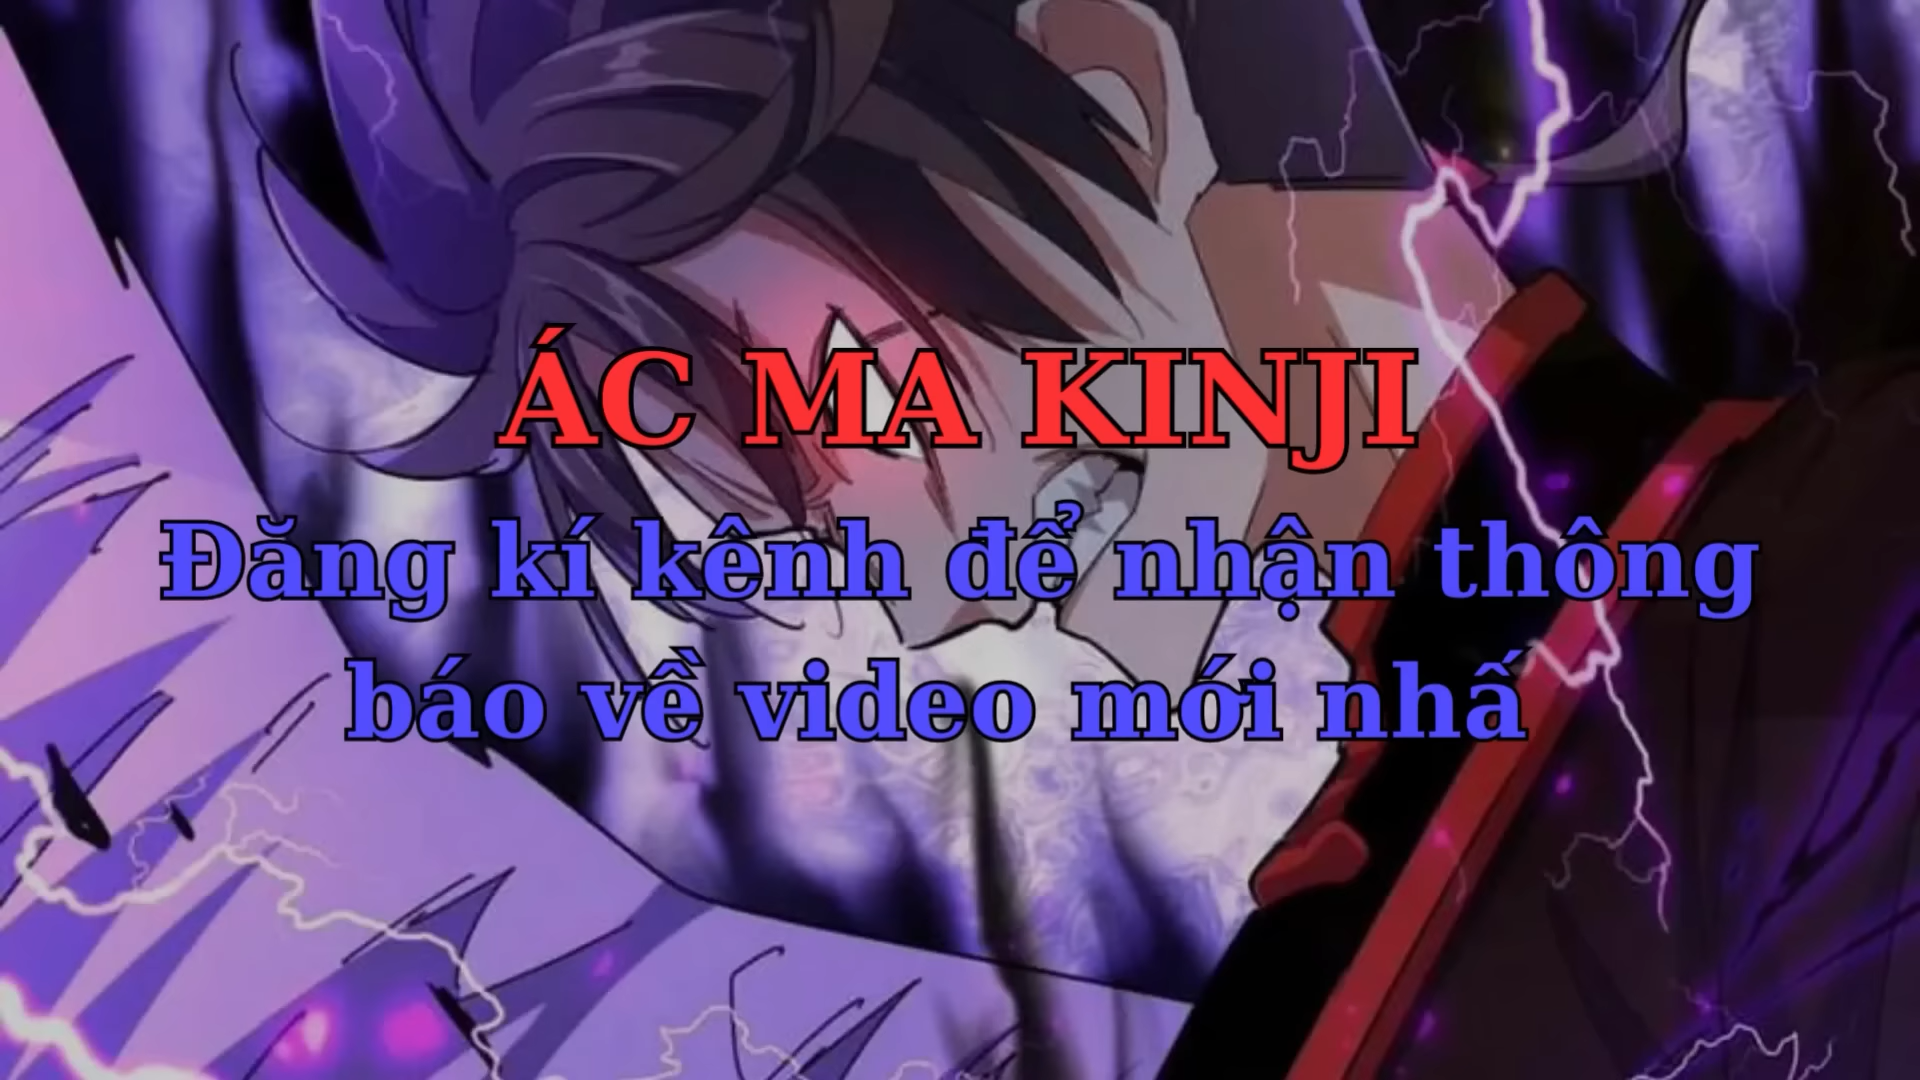 ÁC MA KINJI
Đăng kí kênh để nhận thông
báo về video mới nhấ